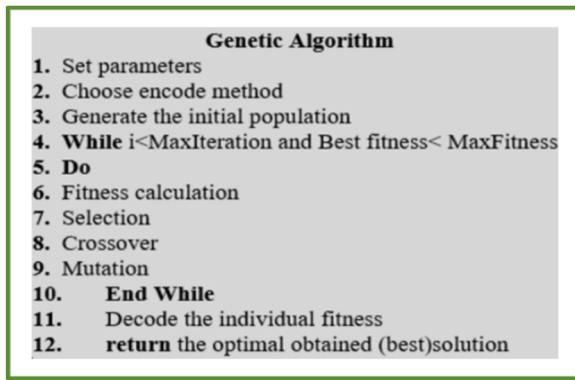 Genetic Algorithm
1. Set parameters
2. Choose encode method
3. Generate the initial population
4. While i<MaxIteration and Best fitness< MaxFitness
5. Do
6. Fitness calculation
7. Selection
8. Crossover
9. Mutation
10. End While
11. Decode the individual fitness
12. return the optimal obtained (best)solution